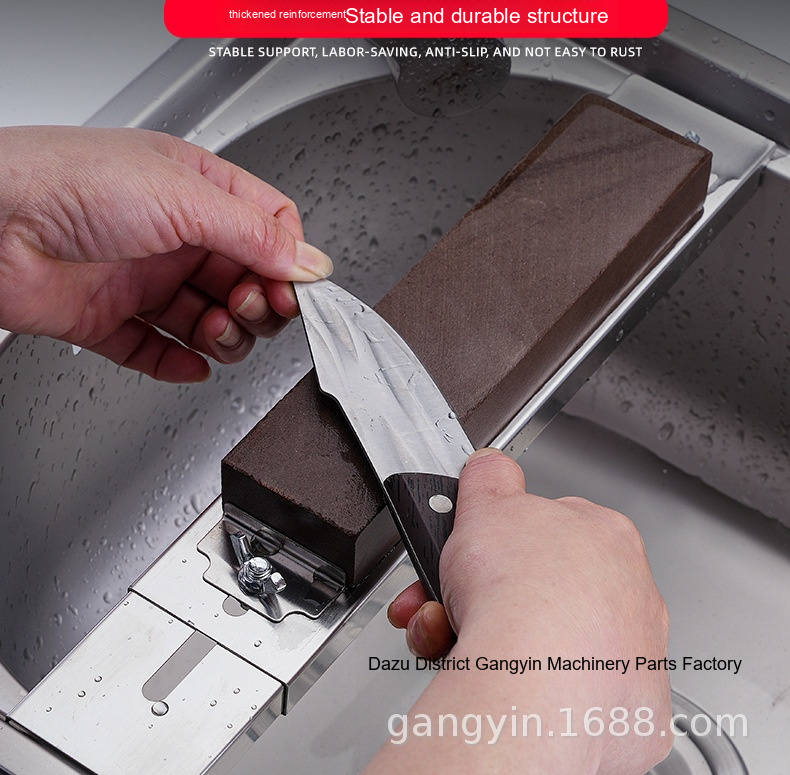 thickened reinforcement Stable and durable structure
STABLE SUPPORT, LABOR-SAVING, ANTI-SLIP, AND NOT EASY TO RUST
Dazu District Gangyin Machinery Parts Factory
gangyin.1688.com